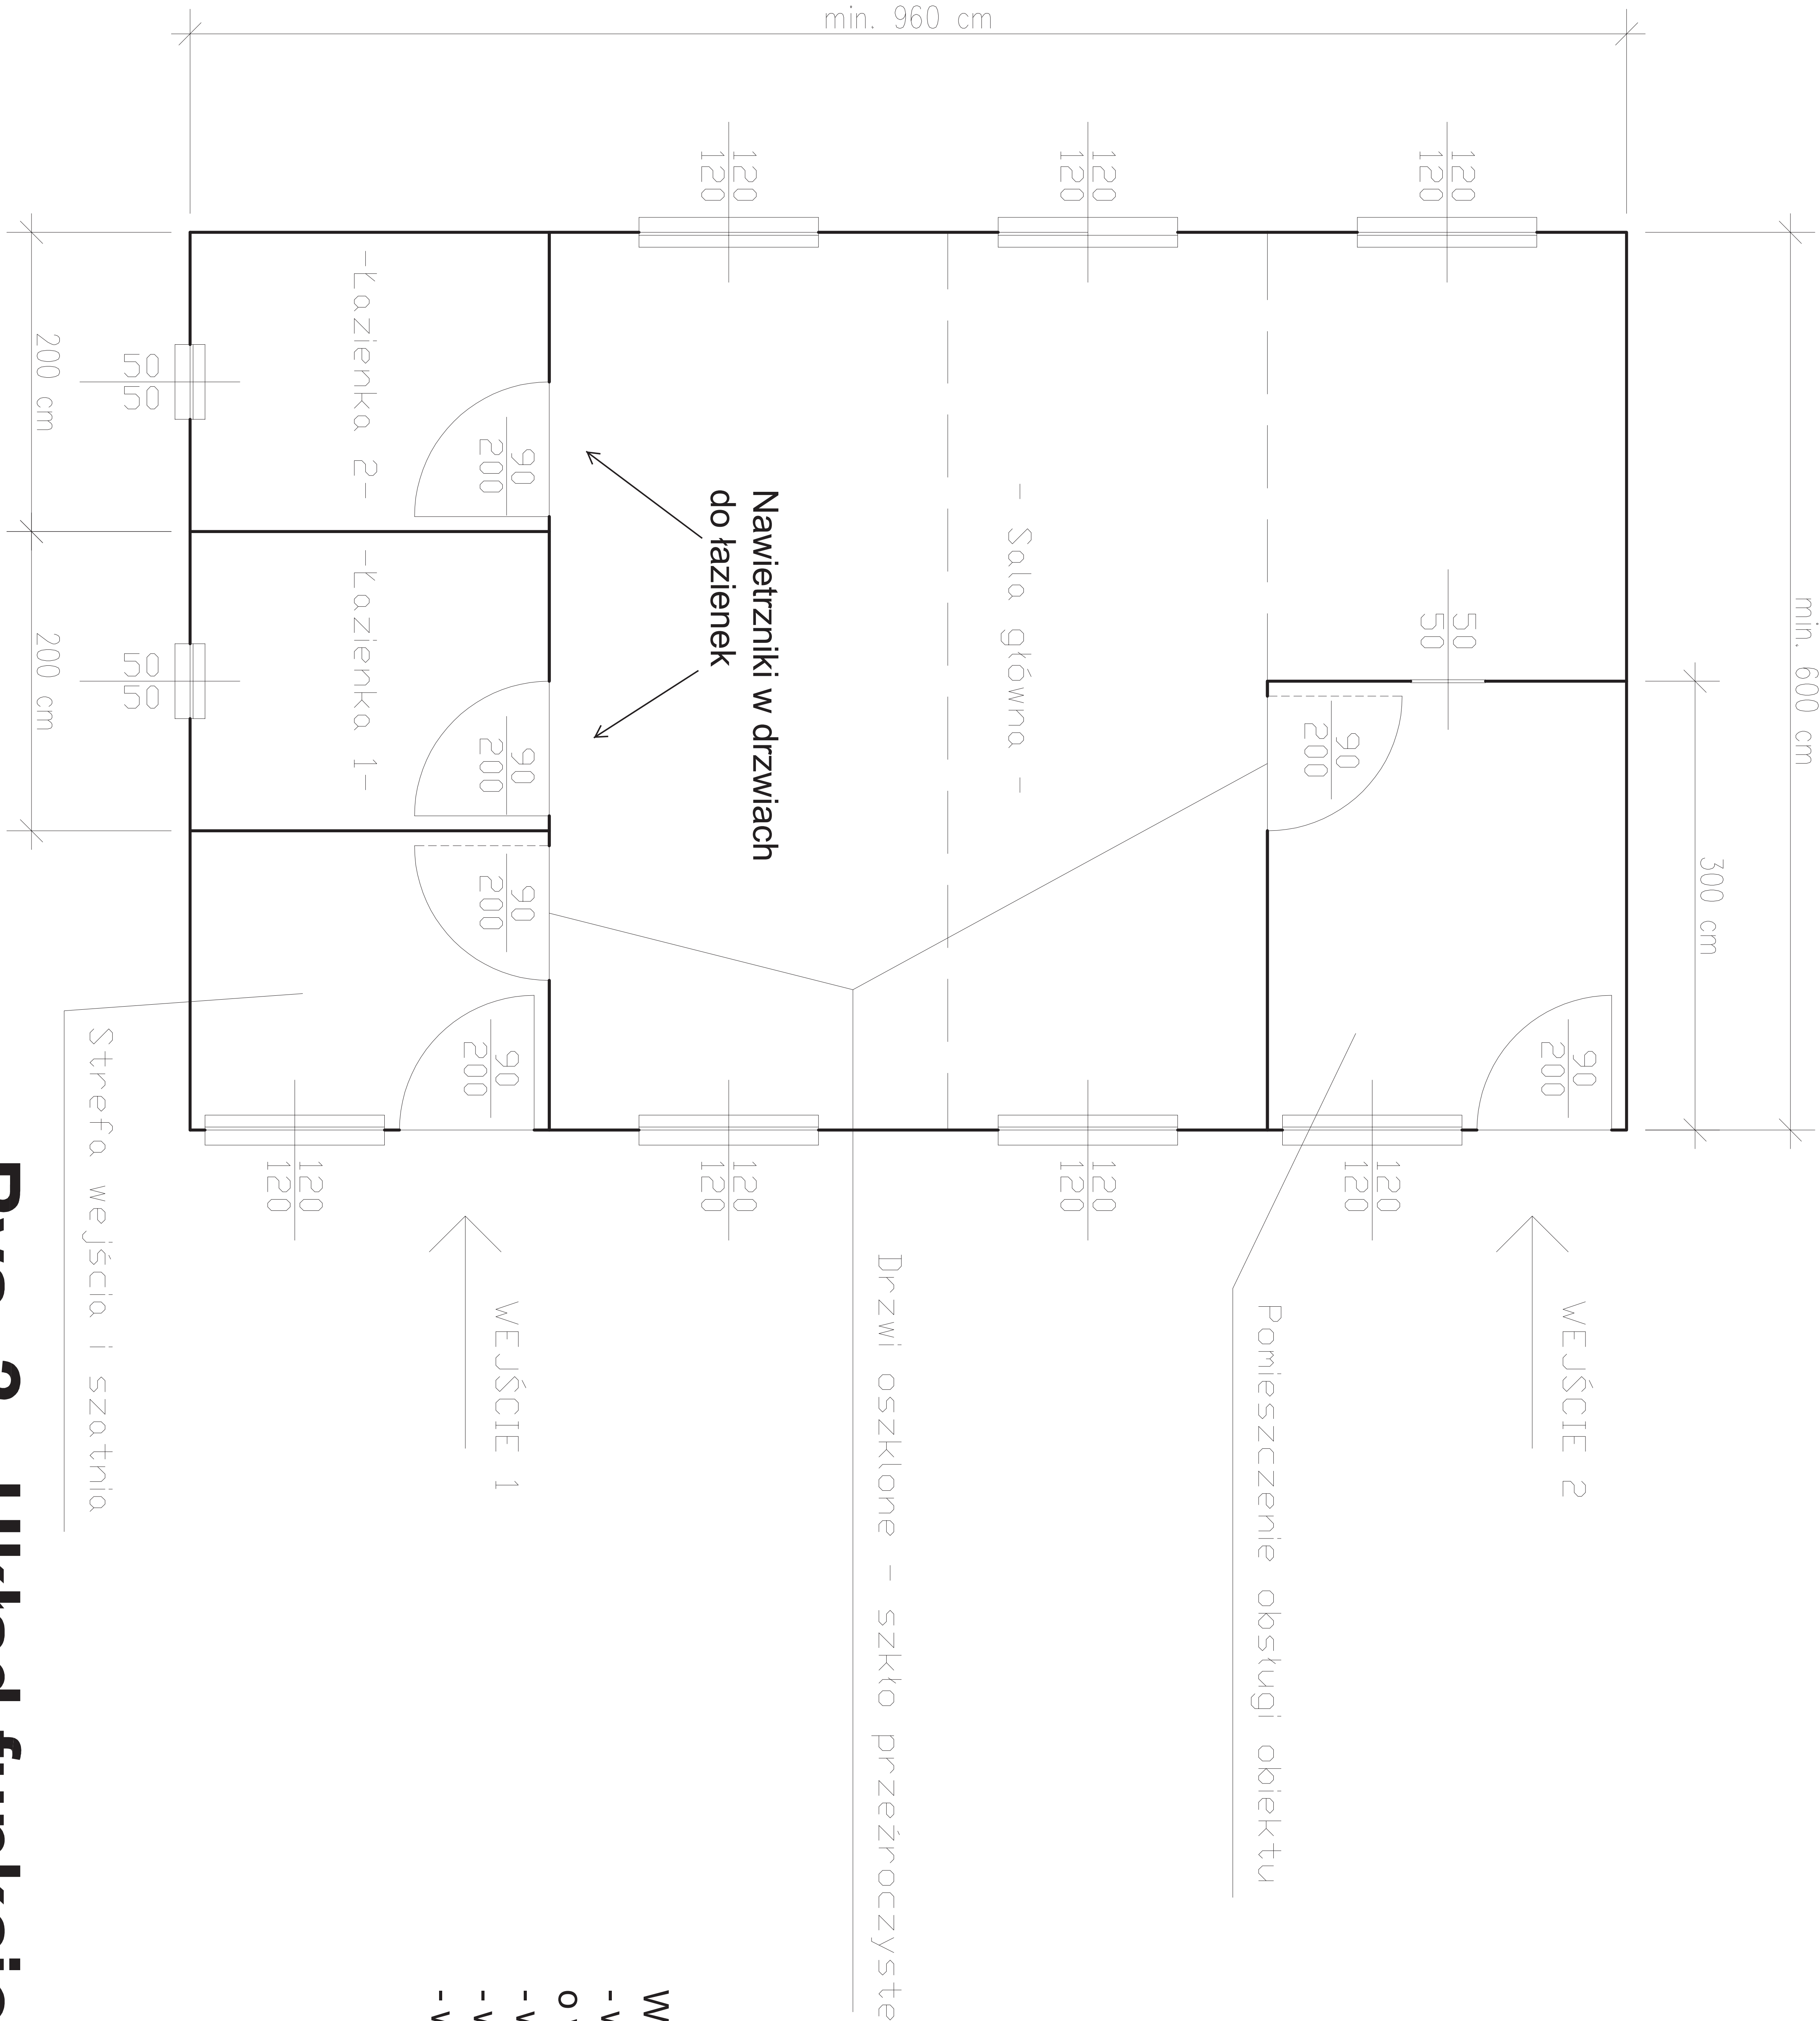 min. 960 cm
min. 600 cm
300 cm
120
120
120
120
120
120
50
50
90
200
90
200
WEJŚCIE 2
Pomieszczenie obsługi obiektu
120
120
- Sala główna -
Drzwi oszklone - szkło przeźroczyste
120
120
120
120
Nawietrzniki w drzwiach
do łazienek
90
200
90
200
90
200
90
200
WEJŚCIE 1
120
120
-Łazienka 2-
-Łazienka 1-
50
50
50
50
Strefa wejścia i szatnia
200 cm
200 cm